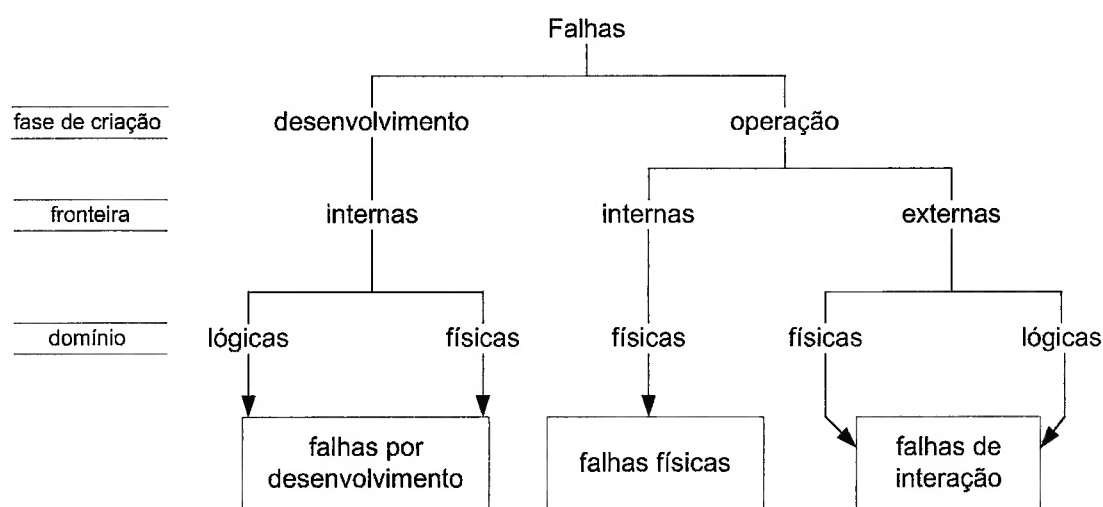 Falhas
fase de criação
desenvolvimento
operação
fronteira
internas
internas
externas
domínio
lógicas
físicas
físicas
físicas
lógicas
falhas por
desenvolvimento
falhas físicas
falhas de
interação